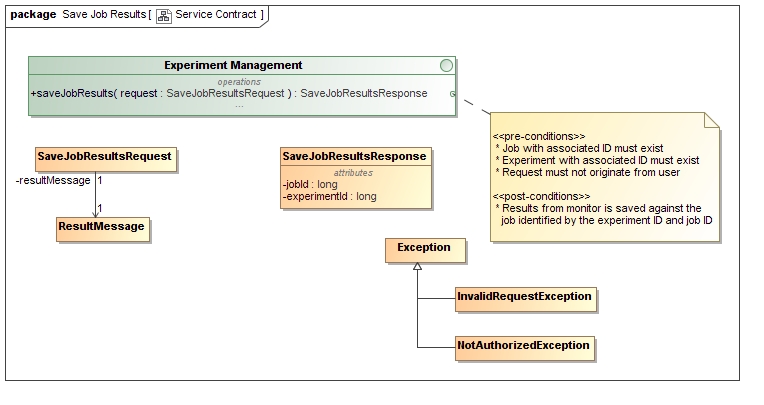 package Save Job Results [ Service Contract ]
Experiment Management
operations
+saveJobResults( request : SaveJobResultsRequest ) : SaveJobResultsResponse
...
<<pre-conditions>>
* Job with associated ID must exist
* Experiment with associated ID must exist
* Request must not originate from user
<<post-conditions>>
* Results from monitor is saved against the
job identified by the experiment ID and job ID
SaveJobResultsRequest
-resultMessage 1
1
ResultMessage
SaveJobResultsResponse
attributes
-jobId : long
-experimentId : long
Exception
InvalidRequestException
NotAuthorizedException